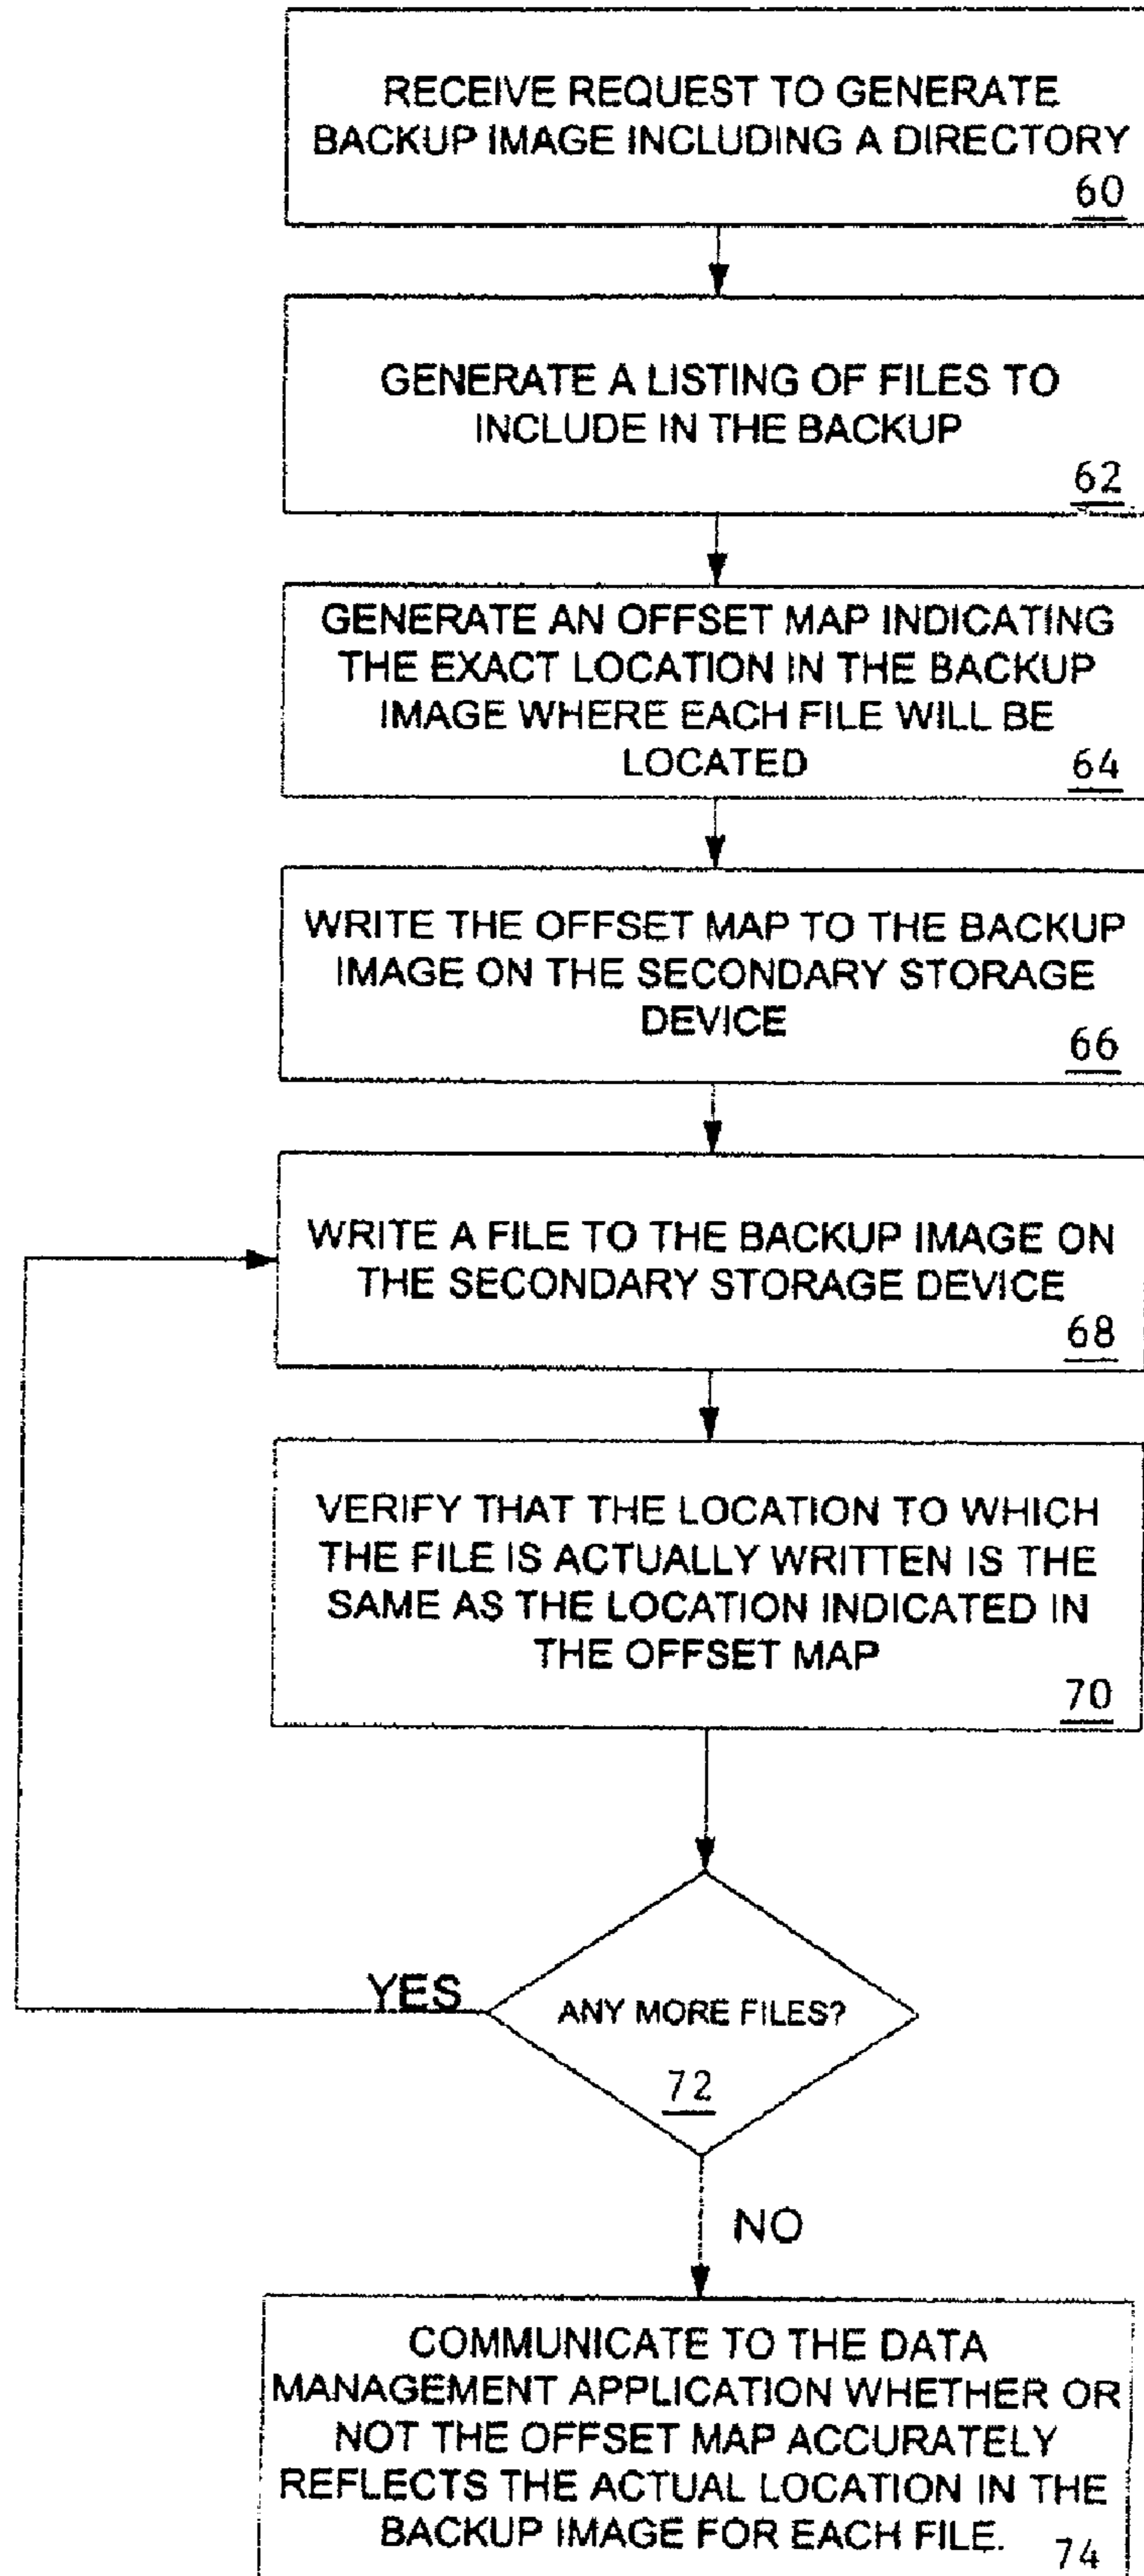 RECEIVE REQUEST TO GENERATE
BACKUP IMAGE INCLUDING A DIRECTORY
60
GENERATE A LISTING OF FILES TO
INCLUDE IN THE BACKUP
62
GENERATE AN OFFSET MAP INDICATING
THE EXACT LOCATION IN THE BACKUP
IMAGE WHERE EACH FILE WILL BE
LOCATED
64
WRITE THE OFFSET MAP TO THE BACKUP
IMAGE ON THE SECONDARY STORAGE
DEVICE
66
WRITE A FILE TO THE BACKUP IMAGE ON
THE SECONDARY STORAGE DEVICE
68
VERIFY THAT THE LOCATION TO WHICH
THE FILE IS ACTUALLY WRITTEN IS THE
SAME AS THE LOCATION INDICATED IN
THE OFFSET MAP
70
YES
ANY MORE FILES?
72
NO
COMMUNICATE TO THE DATA
MANAGEMENT APPLICATION WHETHER OR
NOT THE OFFSET MAP ACCURATELY
REFLECTS THE ACTUAL LOCATION IN THE
BACKUP IMAGE FOR EACH FILE.
74